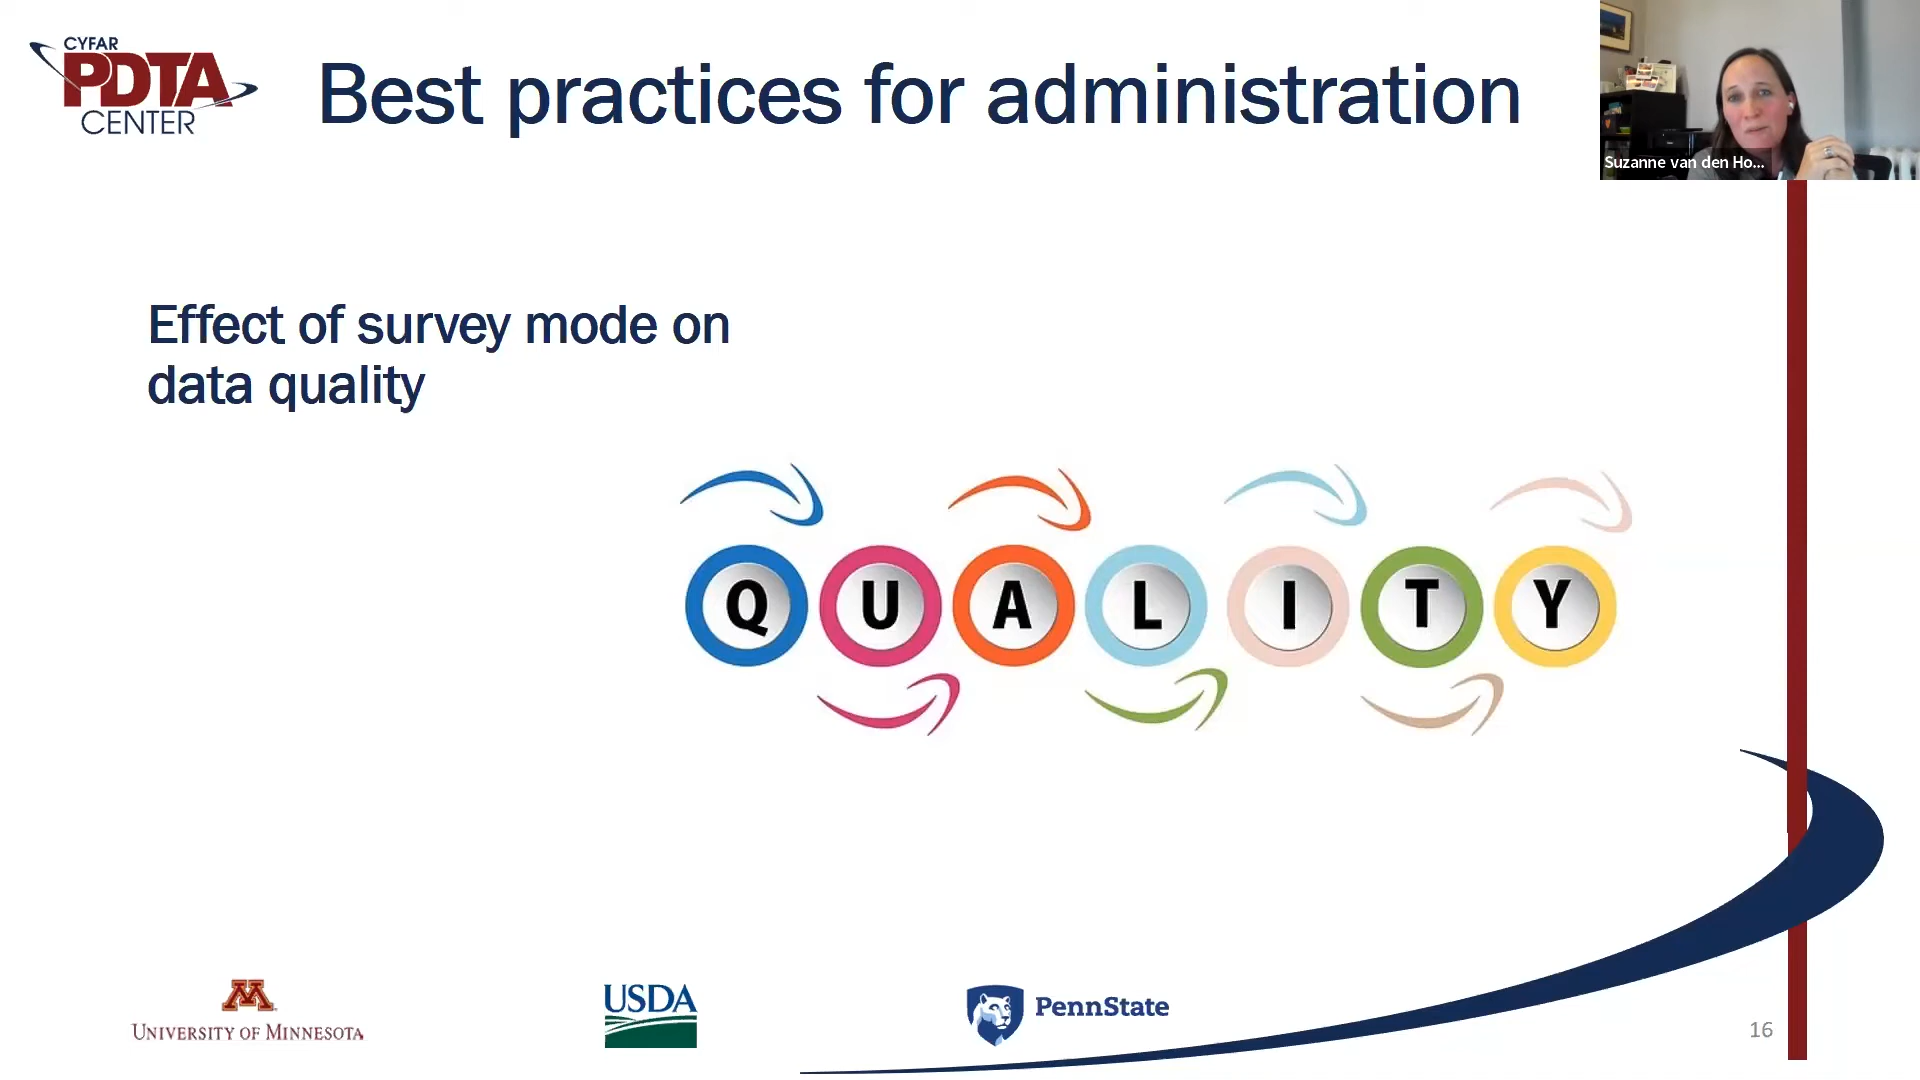 CYFAR
PDTA
CENTER
Best practices for administration
Suzanne van den Ho...
Effect of survey mode on
data quality
QUALITY
UNIVERSITY OF MINNESOTA
USDA
PennState
16